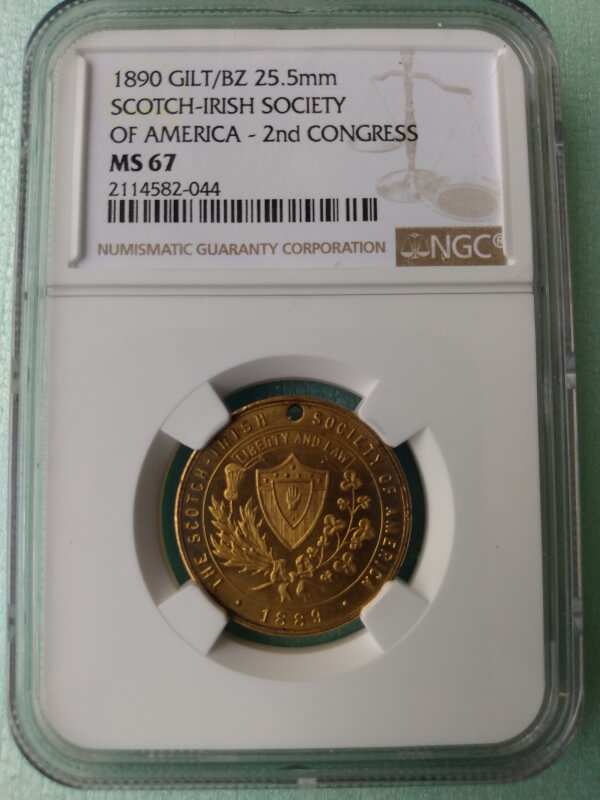 1890 GILT/BZ 25.5mm
SCOTCH-IRISH SOCIETY
OF AMERICA - 2nd CONGRESS
MS 67
2114582-044
NUMISMATIC GUARANTY CORPORATION
NGC®
THE SCOTCH-IRISH SOCIETY OF AMERICA
LIBERTY AND LAW
• 1889 •